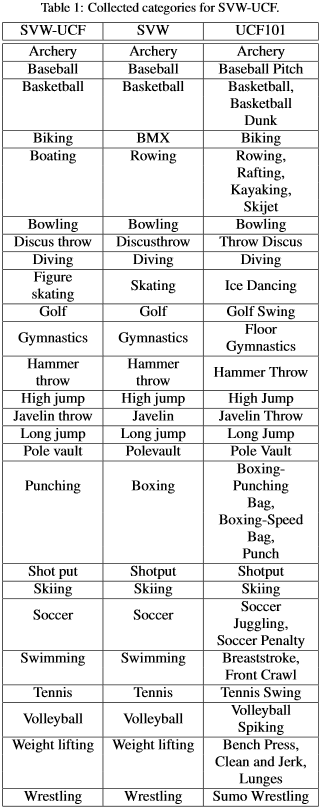 Table 1: Collected categories for SVW-UCF.
SVW-UCF SVW UCF101
Archery Archery Archery
Baseball Baseball Baseball Pitch
Basketball Basketball Basketball,
Basketball
Dunk
Biking BMX Biking
Boating Rowing Rowing,
Rafting,
Kayaking,
Skijet
Bowling Bowling Bowling
Discus throw Discusthrow Throw Discus
Diving Diving Diving
Figure
skating Skating Ice Dancing
Golf Golf Golf Swing
Gymnastics Gymnastics Floor
Gymnastics
Hammer
throw Hammer
throw Hammer Throw
High jump High jump High Jump
Javelin throw Javelin Javelin Throw
Long jump Long jump Long Jump
Pole vault Polevault Pole Vault
Punching Boxing Boxing-
Punching
Bag,
Boxing-Speed
Bag,
Punch
Shot put Shotput Shotput
Skiing Skiing Skiing
Soccer Soccer Soccer
Juggling,
Soccer Penalty
Swimming Swimming Breaststroke,
Front Crawl
Tennis Tennis Tennis Swing
Volleyball Volleyball Volleyball
Spiking
Weight lifting Weight lifting Bench Press,
Clean and Jerk,
Lunges
Wrestling Wrestling Sumo Wrestling